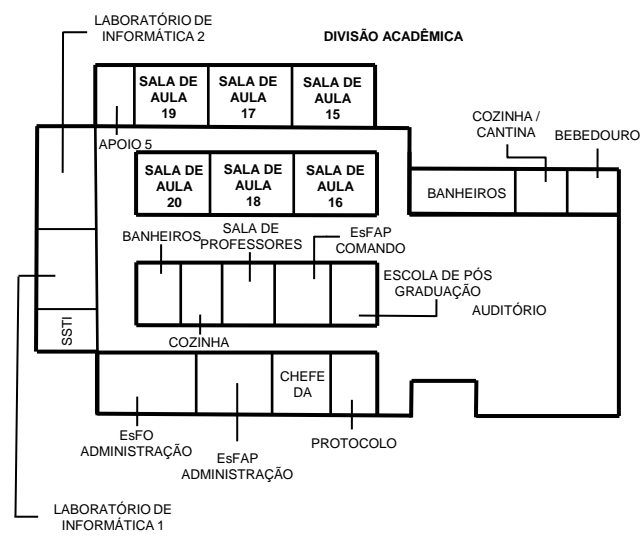 LABORATÓRIO DE
INFORMÁTICA 2
DIVISÃO ACADÊMICA
SALA DE
AULA
19
SALA DE
AULA
17
SALA DE
AULA
15
APOIO 5
COZINHA /
CANTINA
BEBEDOURO
SALA DE
AULA
20
SALA DE
AULA
18
SALA DE
AULA
16
BANHEIROS
BANHEIROS
SALA DE
PROFESSORES
EsFAP
COMANDO
ESCOLA DE PÓS
GRADUAÇÃO
AUDITÓRIO
SSTI
COZINHA
CHEFE
DA
EsFO
ADMINISTRAÇÃO
EsFAP
ADMINISTRAÇÃO
PROTOCOLO
LABORATÓRIO DE
INFORMÁTICA 1